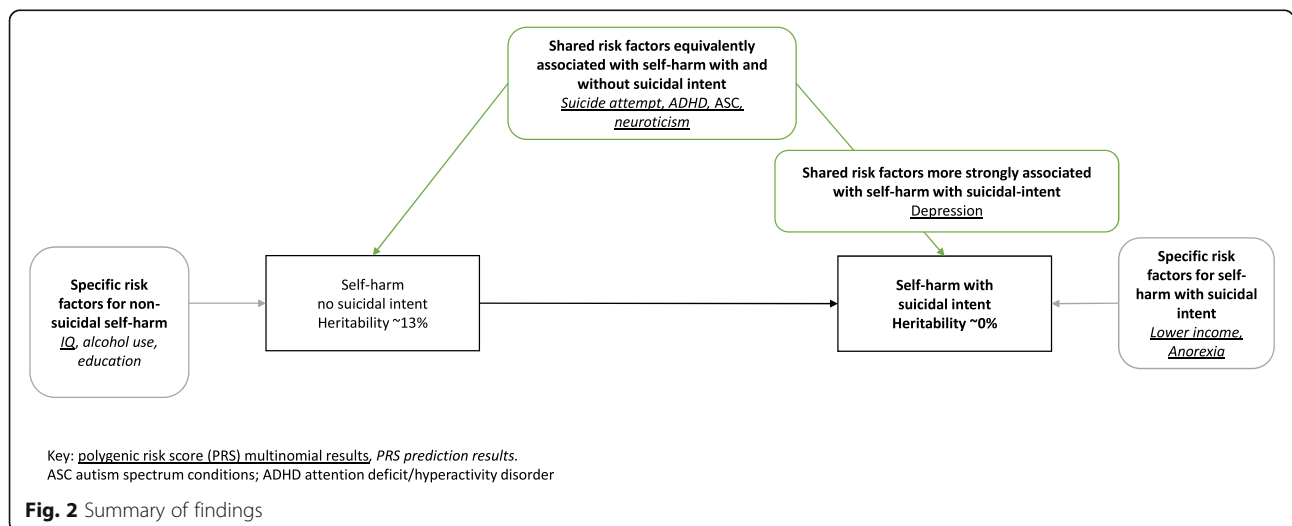 Shared risk factors equivalently
associated with self-harm with and
without suicidal intent
Suicide attempt, ADHD, ASC,
neuroticism
Shared risk factors more strongly associated
with self-harm with suicidal-intent
Depression
Specific risk
factors for non-
suicidal self-harm
IQ, alcohol use,
education
Self-harm
no suicidal intent
Heritability ~13%
Self-harm with
suicidal intent
Heritability ~0%
Specific risk
factors for self-
harm with suicidal
intent
Lower income,
Anorexia
Key: polygenic risk score (PRS) multinomial results, PRS prediction results.
ASC autism spectrum conditions; ADHD attention deficit/hyperactivity disorder
Fig. 2 Summary of findings